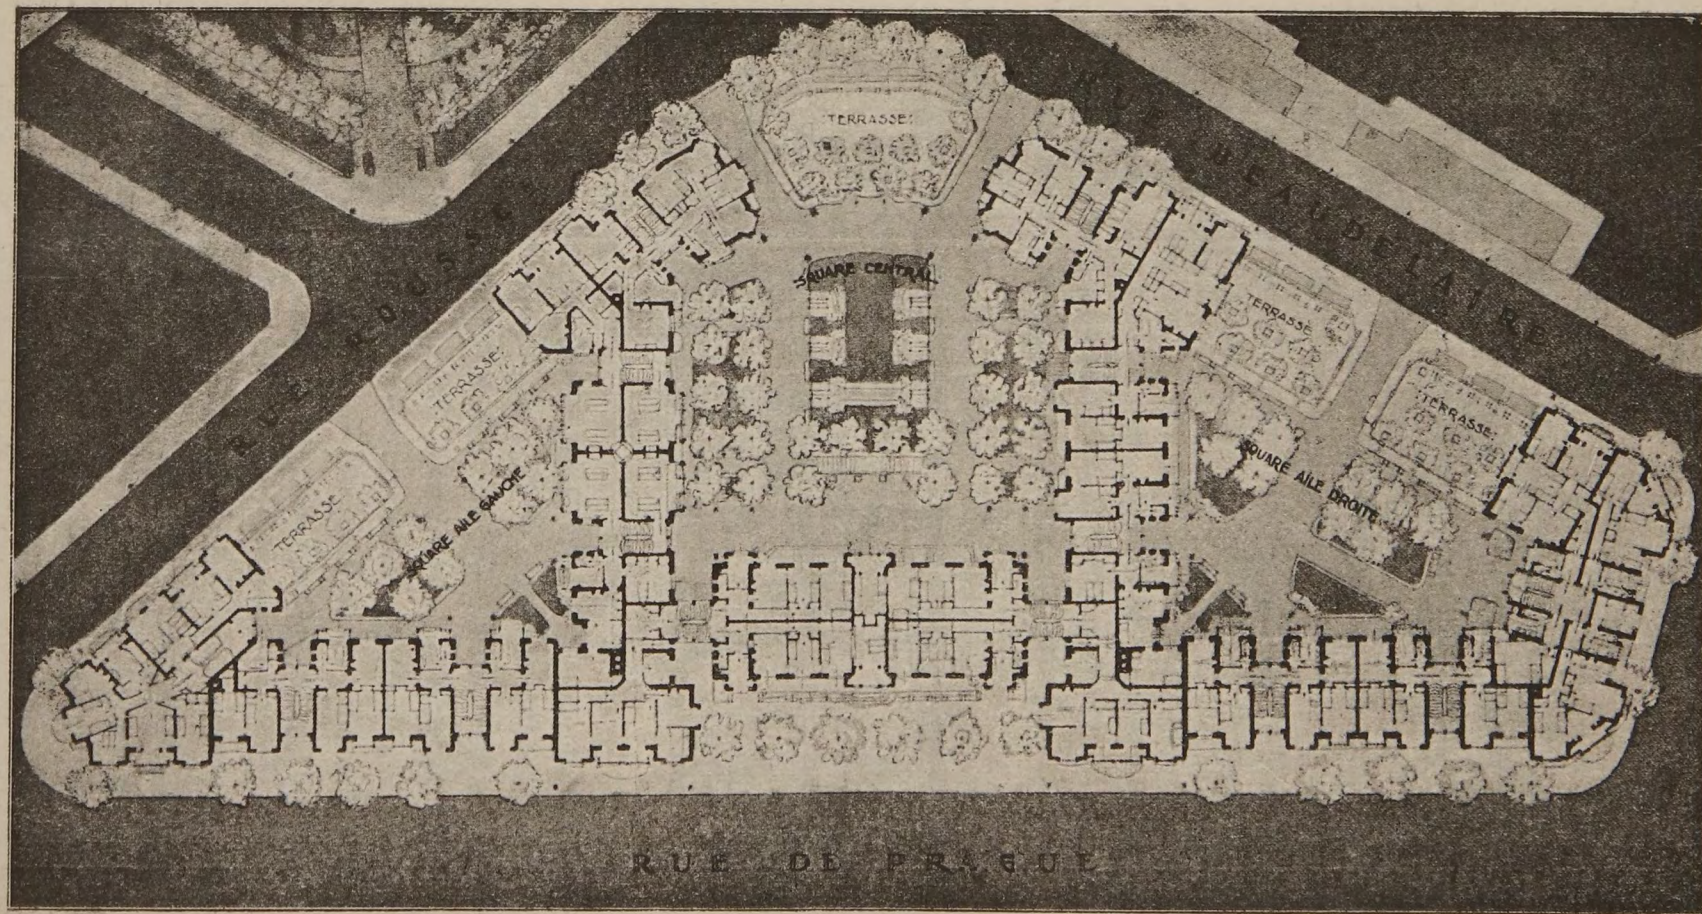 TERRASSE
RUE BEAUDELAIRE
RUE ROUSSEL
SQUARE CENTRAL
TERRASSE
TERRASSE
TERRASSE
TERRASSE
SQUARE AILE GAUCHE
SQUARE AILE DROITE
RUE DE PRAGUE